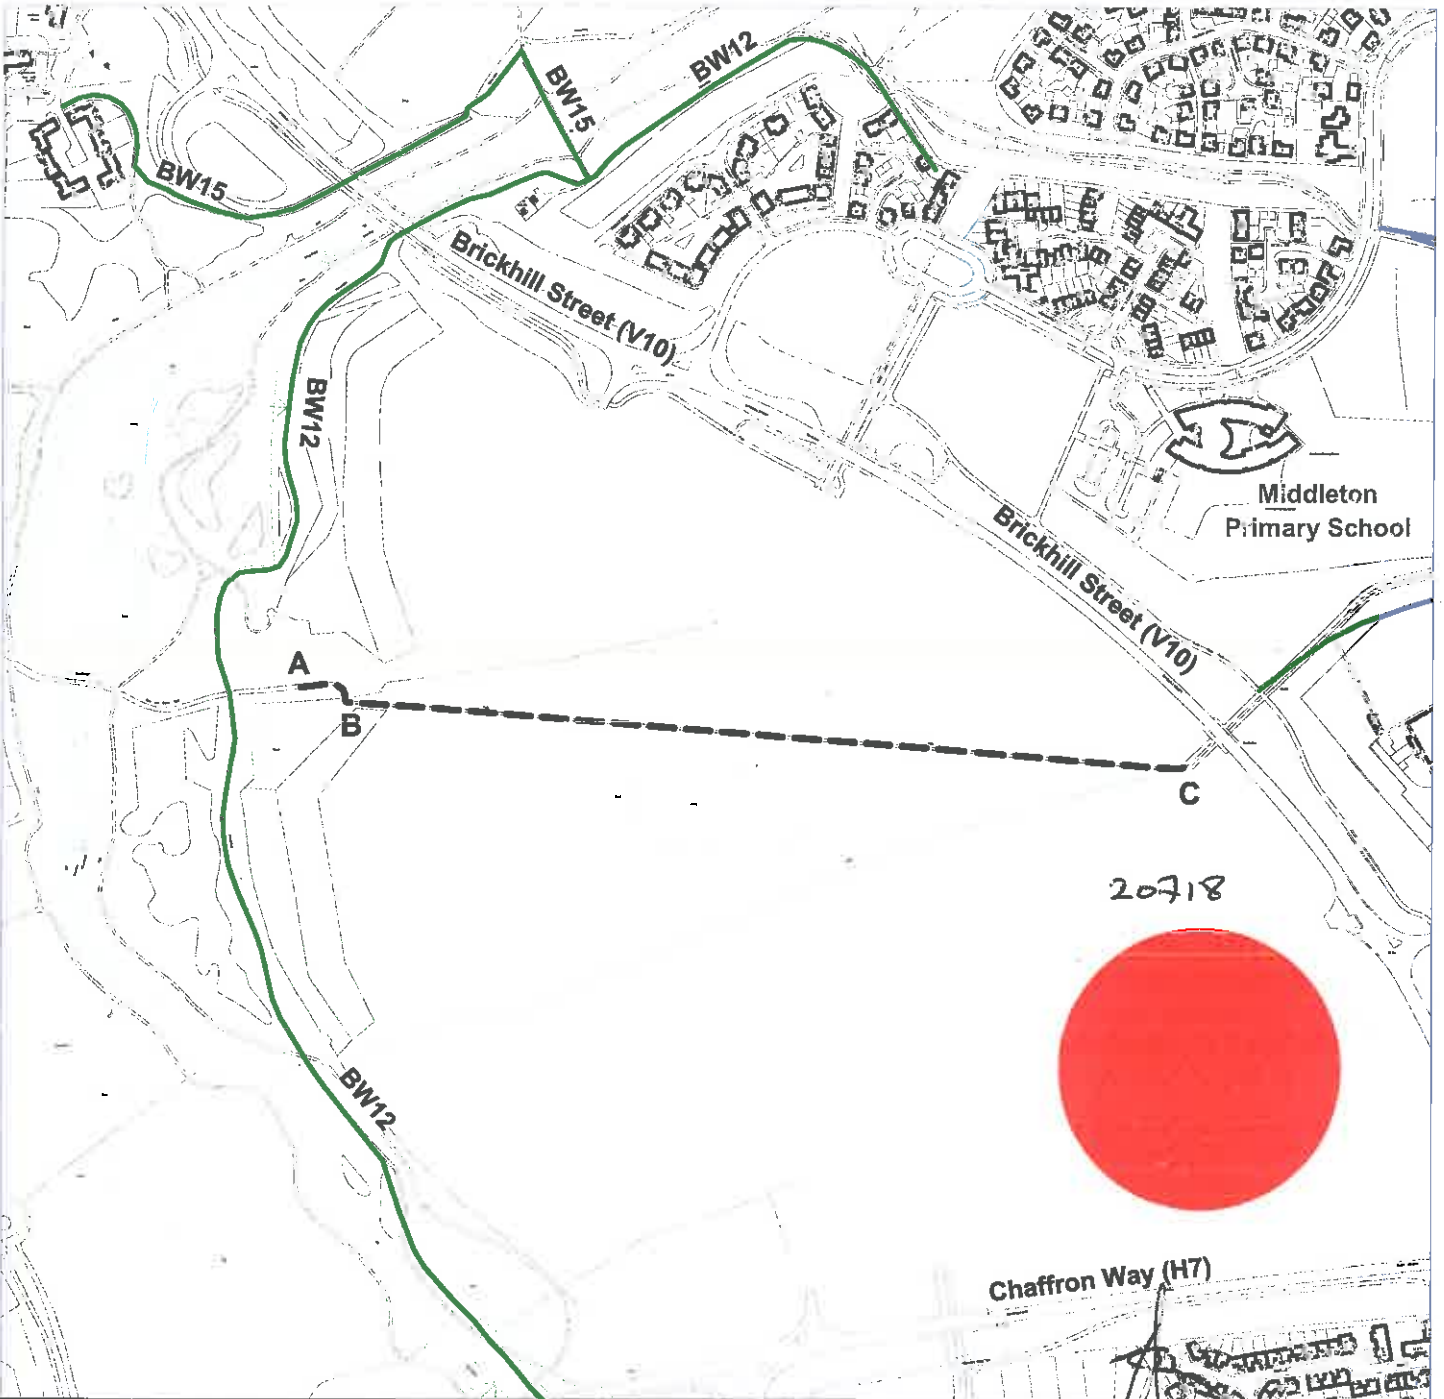 BW12
BW15
BW15
Brickhill Street (V10)
BW12
Middleton
Primary School
Brickhill Street (V10)
A
B
C
20718
BW12
Chaffron Way (H7)